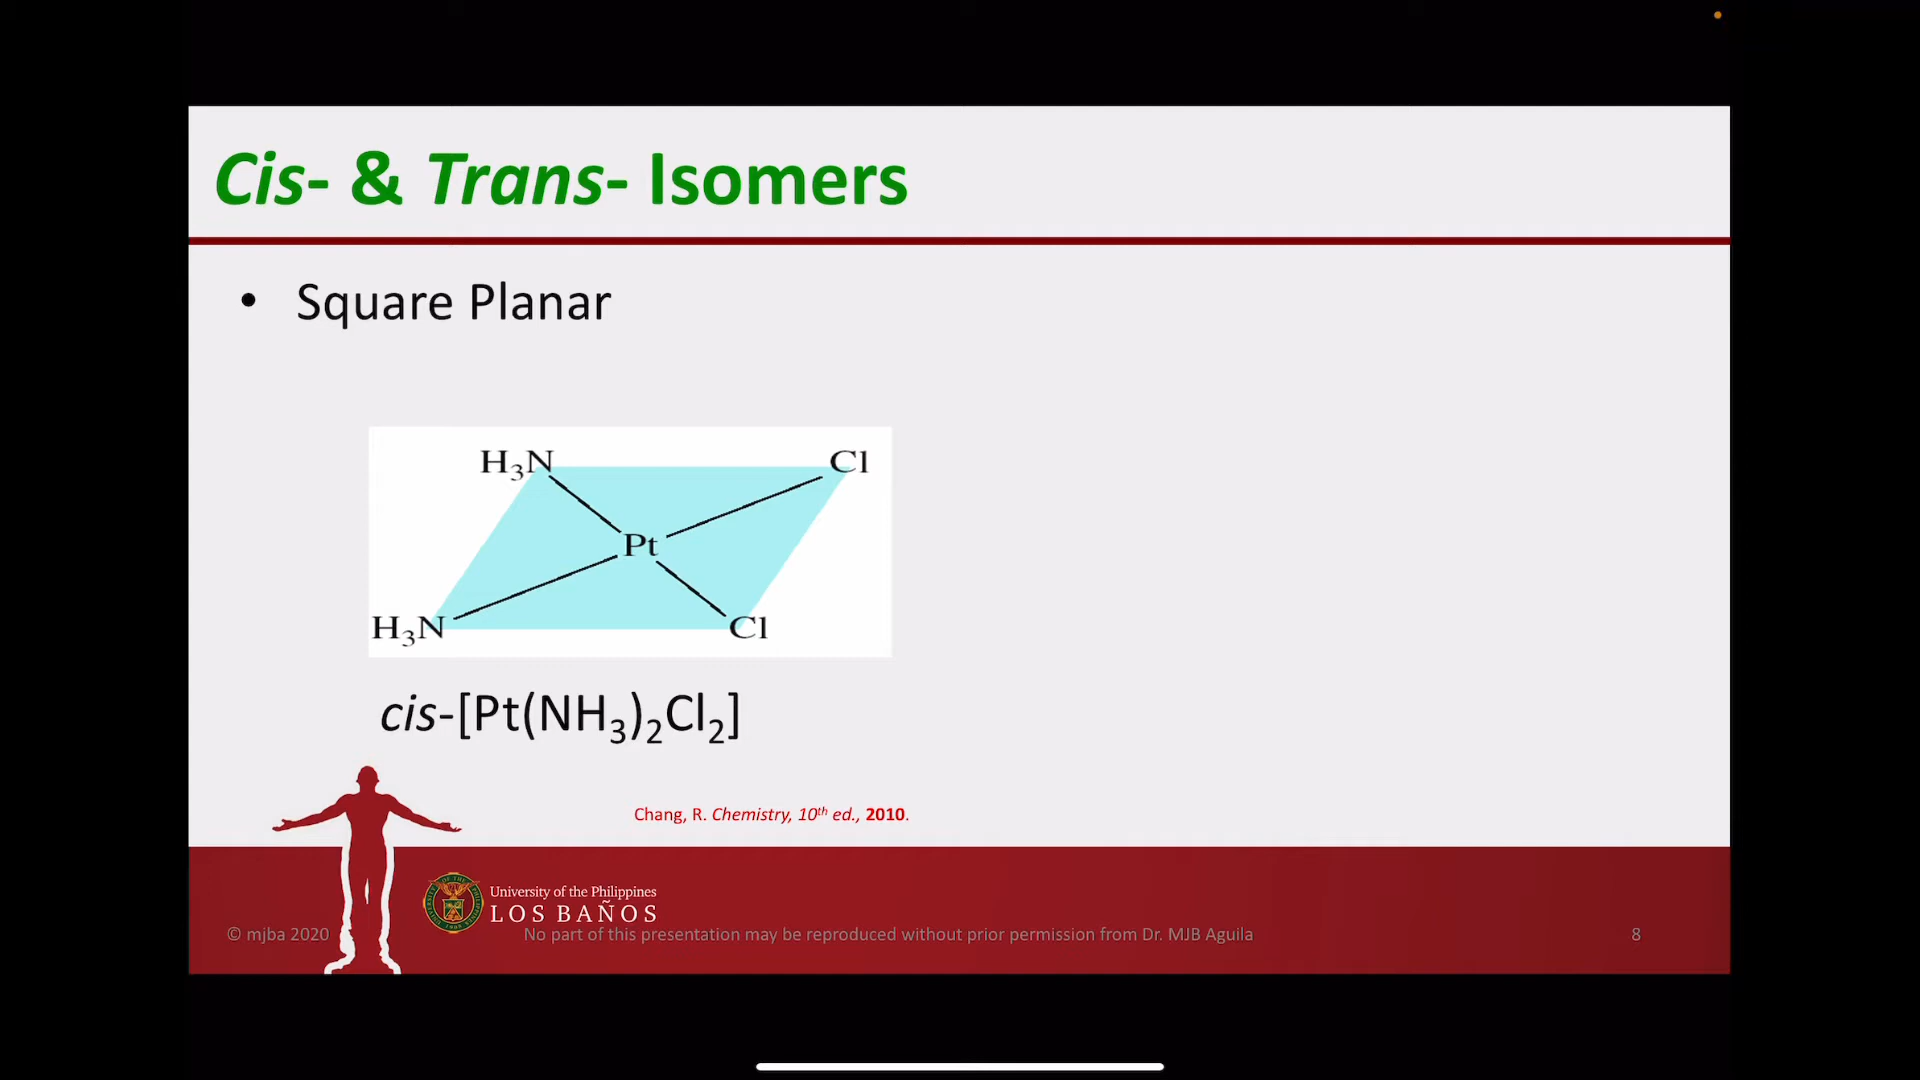 Cis- & Trans- Isomers
• Square Planar
H₃N Cl
Pt
H₃N Cl
cis-[Pt(NH₃)₂Cl₂]
Chang, R. Chemistry, 10th ed., 2010.
University of the Philippines
LOS BAÑOS
© mjba 2020 No part of this presentation may be reproduced without prior permission from Dr. MJB Aguila 8